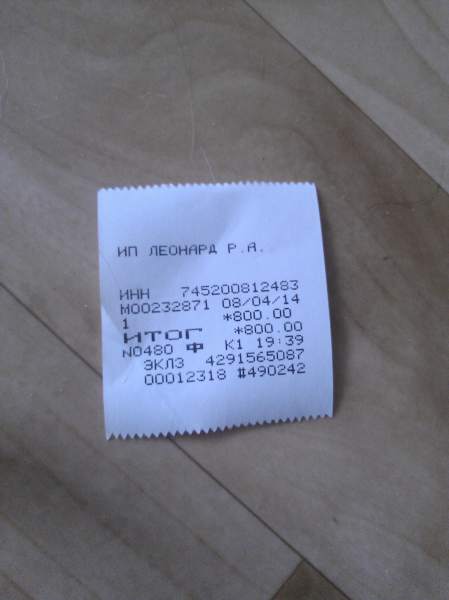 ИП ЛЕОНАРД Р.А.
ИНН 745200812483
М00232871 08/04/14
1 *800.00
ИТОГ *800.00
N0480 Ф К1 19:39
ЭКЛЗ 4291565087
00012318 #490242